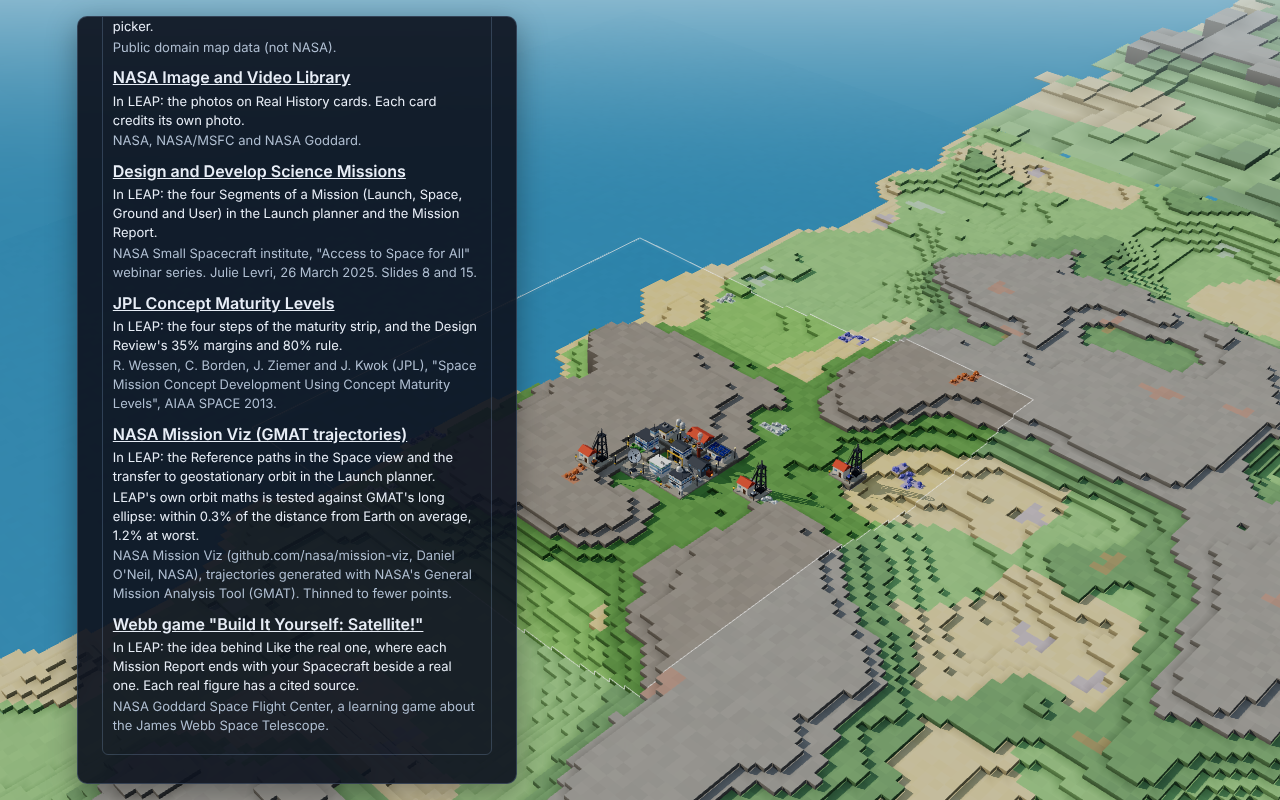 picker.
Public domain map data (not NASA).
NASA Image and Video Library
In LEAP: the photos on Real History cards. Each card
credits its own photo.
NASA, NASA/MSFC and NASA Goddard.
Design and Develop Science Missions
In LEAP: the four Segments of a Mission (Launch, Space,
Ground and User) in the Launch planner and the Mission
Report.
NASA Small Spacecraft institute, "Access to Space for All"
webinar series. Julie Levri, 26 March 2025. Slides 8 and 15.
JPL Concept Maturity Levels
In LEAP: the four steps of the maturity strip, and the Design
Review's 35% margins and 80% rule.
R. Wessen, C. Borden, J. Ziemer and J. Kwok (JPL), "Space
Mission Concept Development Using Concept Maturity
Levels", AIAA SPACE 2013.
NASA Mission Viz (GMAT trajectories)
In LEAP: the Reference paths in the Space view and the
transfer to geostationary orbit in the Launch planner.
LEAP's own orbit maths is tested against GMAT's long
ellipse: within 0.3% of the distance from Earth on average,
1.2% at worst.
NASA Mission Viz (github.com/nasa/mission-viz, Daniel
O'Neil, NASA), trajectories generated with NASA's General
Mission Analysis Tool (GMAT). Thinned to fewer points.
Webb game "Build It Yourself: Satellite!"
In LEAP: the idea behind Like the real one, where each
Mission Report ends with your Spacecraft beside a real
one. Each real figure has a cited source.
NASA Goddard Space Flight Center, a learning game about
the James Webb Space Telescope.